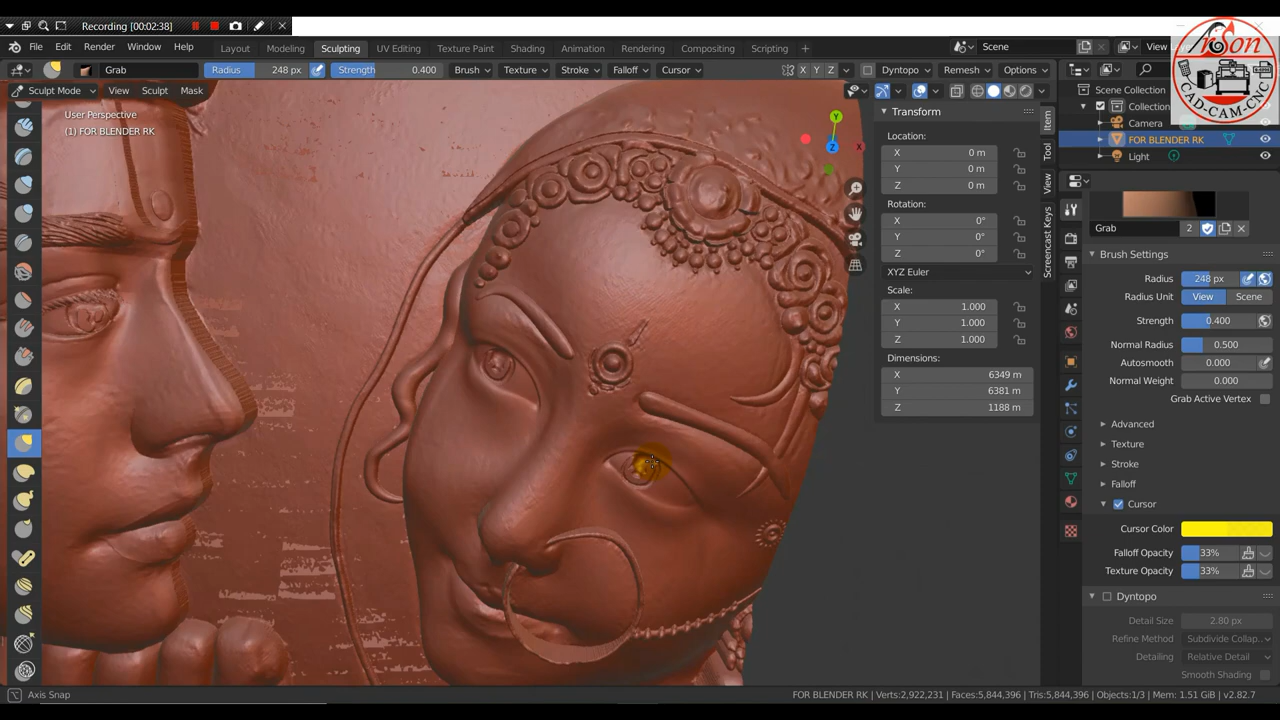 Recording [00:02:38]
File Edit Render Window Help Layout Modeling Sculpting UV Editing Texture Paint Shading Animation Rendering Compositing Scripting + Scene View
Grab Radius 248 px Strength 0.400 Brush Texture Stroke Falloff Cursor X Y Z Dyntopo Remesh Options
Sculpt Mode View Sculpt Mask
User Perspective
(1) FOR BLENDER RK
Y
X
Z
Transform
Location:
X 0 m
Y 0 m
Z 0 m
Rotation:
X 0°
Y 0°
Z 0°
XYZ Euler
Scale:
X 1.000
Y 1.000
Z 1.000
Dimensions:
X 6349 m
Y 6381 m
Z 1188 m
Item
Tool
View
Screencast Keys
CAD-CAM-CNC
Scene Collection
Collection
Camera
FOR BLENDER RK
Light
Grab 2
Brush Settings
Radius 248 px
Radius Unit View Scene
Strength 0.400
Normal Radius 0.500
Autosmooth 0.000
Normal Weight 0.000
Grab Active Vertex
Advanced
Texture
Stroke
Falloff
Cursor
Cursor Color
Falloff Opacity 33%
Texture Opacity 33%
Dyntopo
Detail Size 2.80 px
Refine Method Subdivide Collap..
Detailing Relative Detail
Smooth Shading
Axis Snap
FOR BLENDER RK | Verts:2,922,231 | Faces:5,844,396 | Tris:5,844,396 | Objects:1/3 | Mem: 1.51 GiB | v2.82.7